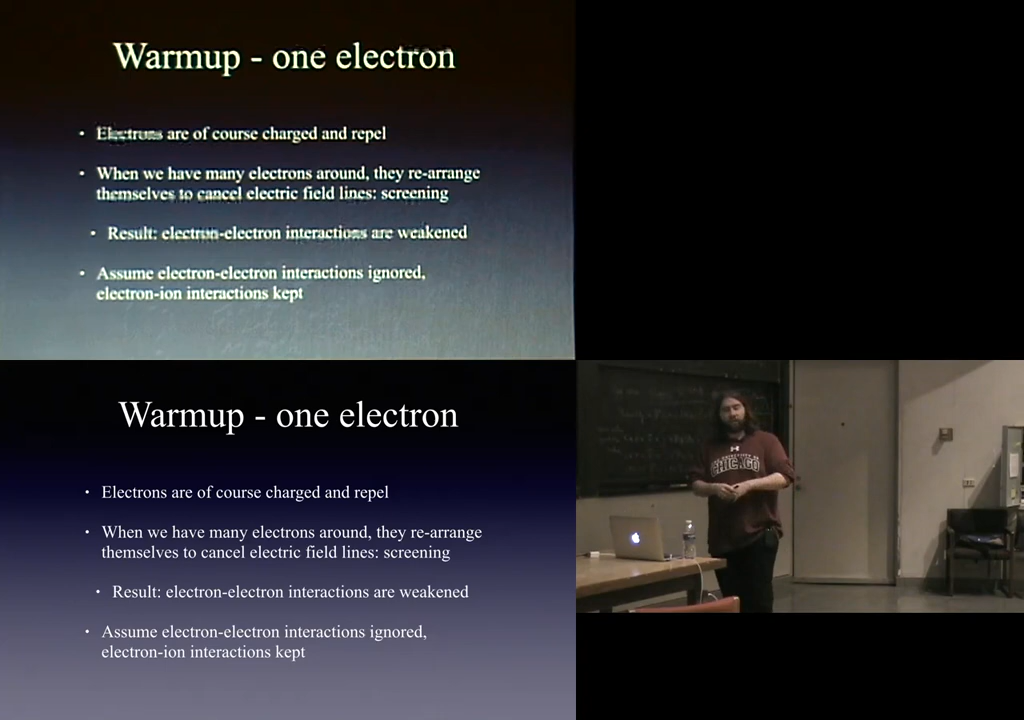 Warmup - one electron
• Electrons are of course charged and repel
• When we have many electrons around, they re-arrange
themselves to cancel electric field lines: screening
• Result: electron-electron interactions are weakened
• Assume electron-electron interactions ignored,
electron-ion interactions kept
Warmup - one electron
• Electrons are of course charged and repel
• When we have many electrons around, they re-arrange
themselves to cancel electric field lines: screening
• Result: electron-electron interactions are weakened
• Assume electron-electron interactions ignored,
electron-ion interactions kept
CHICAGO